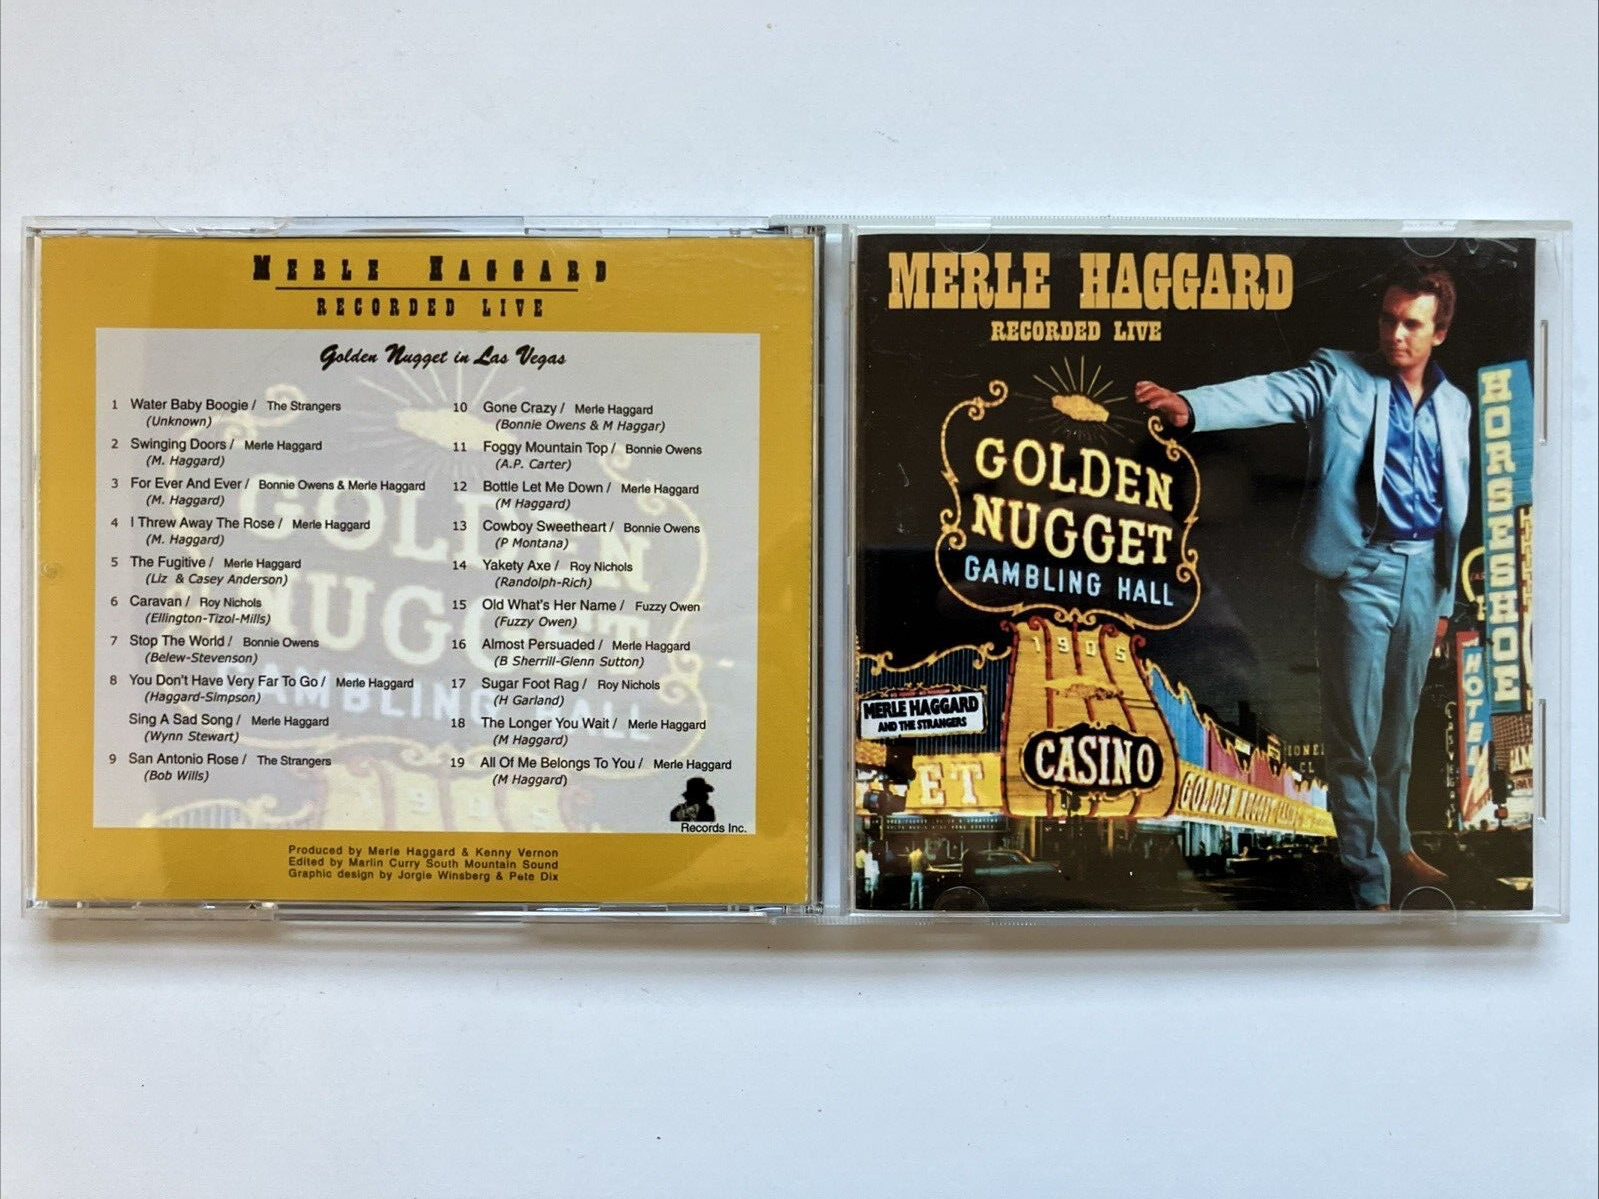 MERLE HAGGARD
RECORDED LIVE
Golden Nugget in Las Vegas
1 Water Baby Boogie / The Strangers
(Unknown)
2 Swinging Doors / Merle Haggard
(M. Haggard)
3 For Ever And Ever / Bonnie Owens & Merle Haggard
(M. Haggard)
4 I Threw Away The Rose / Merle Haggard
(M. Haggard)
5 The Fugitive / Merle Haggard
(Liz & Casey Anderson)
6 Caravan / Roy Nichols
(Ellington-Tizol-Mills)
7 Stop The World / Bonnie Owens
(Belew-Stevenson)
8 You Don't Have Very Far To Go / Merle Haggard
(Haggard-Simpson)
Sing A Sad Song / Merle Haggard
(Wynn Stewart)
9 San Antonio Rose / The Strangers
(Bob Wills)
10 Gone Crazy / Merle Haggard
(Bonnie Owens & M Haggar)
11 Foggy Mountain Top / Bonnie Owens
(A.P. Carter)
12 Bottle Let Me Down / Merle Haggard
(M Haggard)
13 Cowboy Sweetheart / Bonnie Owens
(P Montana)
14 Yakety Axe / Roy Nichols
(Randolph-Rich)
15 Old What's Her Name / Fuzzy Owen
(Fuzzy Owen)
16 Almost Persuaded / Merle Haggard
(B Sherrill-Glenn Sutton)
17 Sugar Foot Rag / Roy Nichols
(H Garland)
18 The Longer You Wait / Merle Haggard
(M Haggard)
19 All Of Me Belongs To You / Merle Haggard
(M Haggard)
Records Inc.
Produced by Merle Haggard & Kenny Vernon
Edited by Marlin Curry South Mountain Sound
Graphic design by Jorgie Winsberg & Pete Dix
MERLE HAGGARD
RECORDED LIVE
GOLDEN
NUGGET
GAMBLING HALL
1905
MERLE HAGGARD
AND THE STRANGERS
CASINO
ET
GOLDEN NUGGET
HORSESHOE
HOTEL